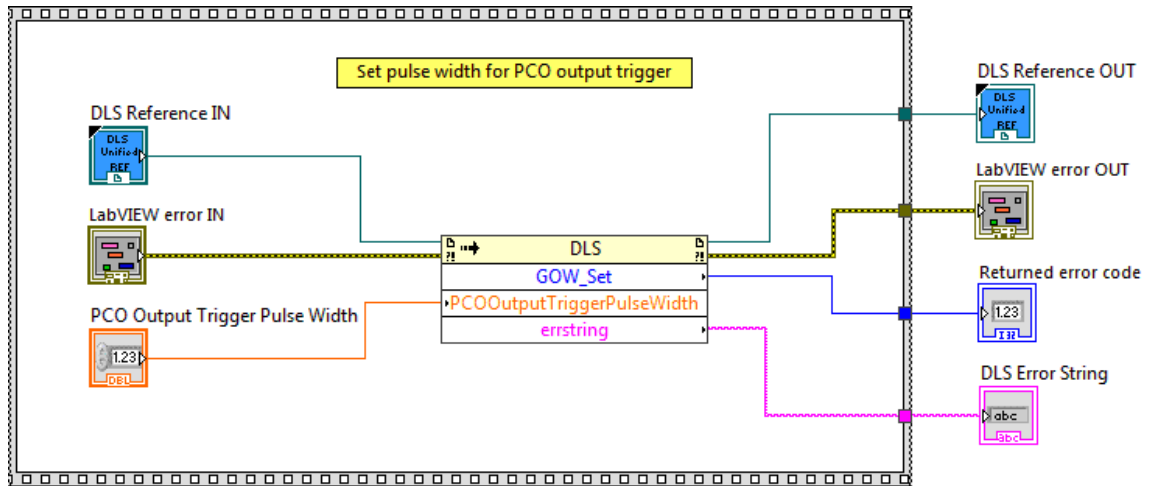 Set pulse width for PCO output trigger
DLS Reference IN
DLS
Unified
REF
LabVIEW error IN
PCO Output Trigger Pulse Width
1.23
DBL
?!
DLS
?!
GOW_Set
PCOOutputTriggerPulseWidth
errstring
DLS Reference OUT
DLS
Unified
REF
LabVIEW error OUT
Returned error code
1.23
I32
DLS Error String
abc
abc